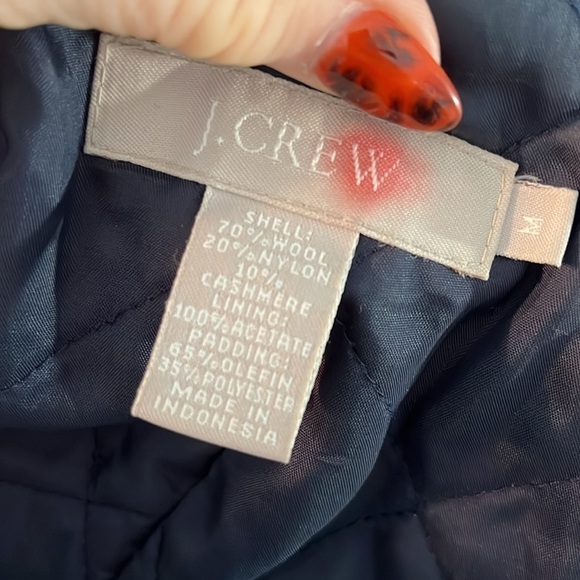 J.CREW
M
SHELL:
70%WOOL
20%NYLON
10%
CASHMERE
LINING:
100%ACETATE
PADDING:
65%OLEFIN
35%POLYESTER
MADE IN
INDONESIA